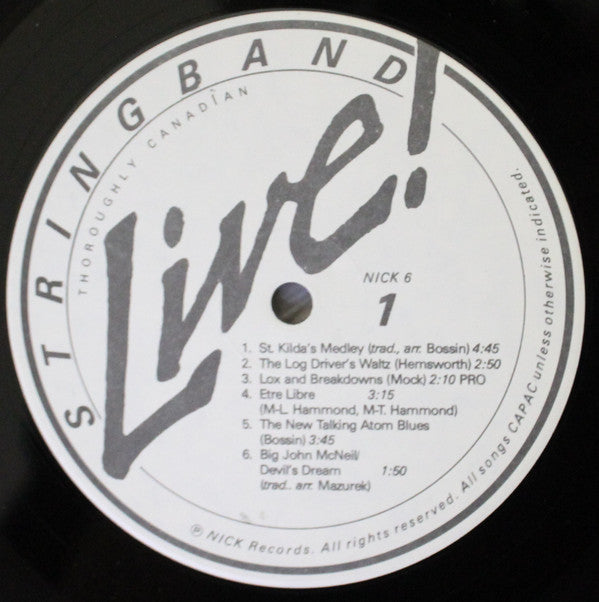 STRINGBAND
THOROUGHLY CANADIAN
Live!
NICK 6
1
1. St. Kilda's Medley (trad., arr. Bossin) 4:45
2. The Log Driver's Waltz (Hemsworth) 2:50
3. Lox and Breakdowns (Mock) 2:10 PRO
4. Etre Libre 3:15
(M-L. Hammond, M-T. Hammond)
5. The New Talking Atom Blues
(Bossin) 3:45
6. Big John McNeil/
Devil's Dream 1:50
(trad., arr. Mazurek)
℗ NICK Records. All rights reserved. All songs CAPAC unless otherwise indicated.